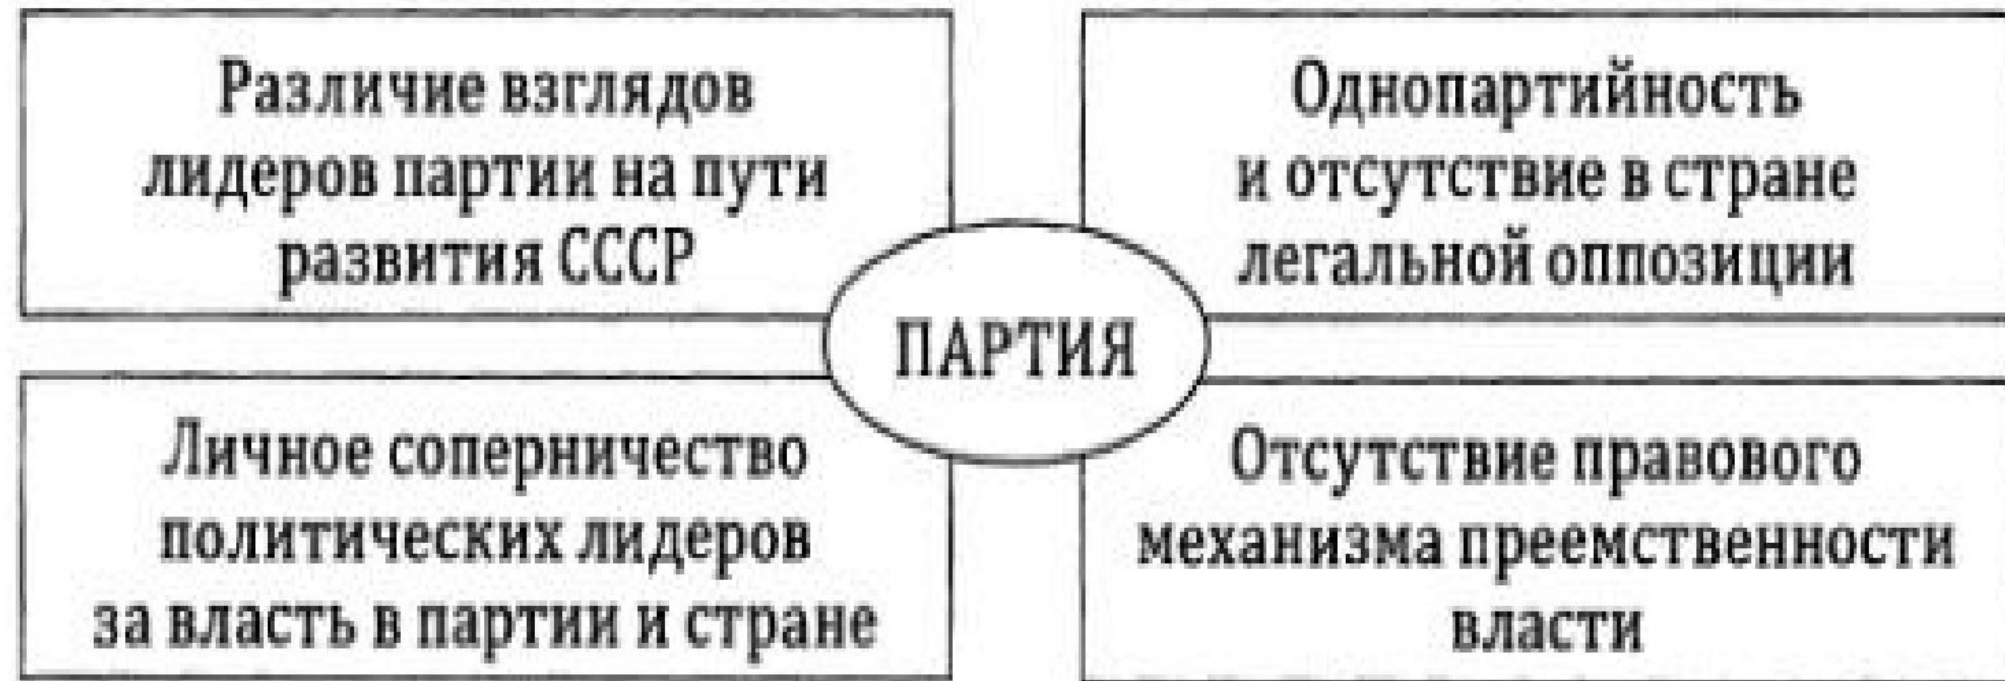 Различие взглядов
лидеров партии на пути
развития СССР
Однопартийность
и отсутствие в стране
легальной оппозиции
ПАРТИЯ
Личное соперничество
политических лидеров
за власть в партии и стране
Отсутствие правового
механизма преемственности
власти